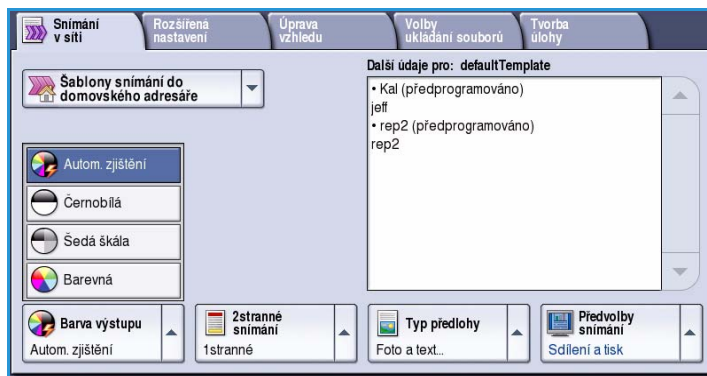 Snímání
v síti
Rozšířená
nastavení
Úprava
vzhledu
Volby
ukládání souborů
Tvorba
úlohy
Šablony snímání do
domovského adresáře
Další údaje pro: defaultTemplate
• Kal (předprogramováno)
jeff
• rep2 (předprogramováno)
rep2
Autom. zjištění
Černobílá
Šedá škála
Barevná
Barva výstupu
Autom. zjištění
2stranné
snímání
1stranné
Typ předlohy
Foto a text...
Předvolby
snímání
Sdílení a tisk